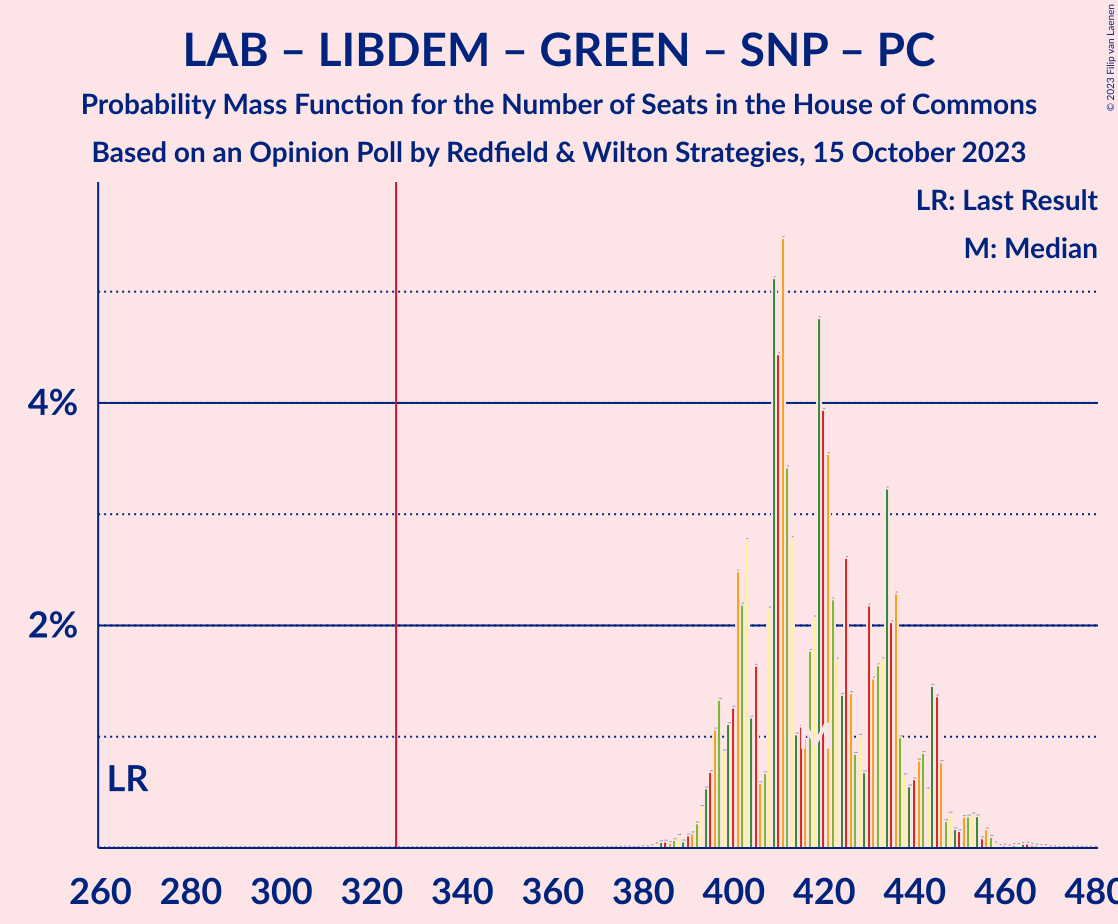 LAB – LIBDEM – GREEN – SNP – PC
Probability Mass Function for the Number of Seats in the House of Commons
Based on an Opinion Poll by Redfield & Wilton Strategies, 15 October 2023
© 2023 Filip van Laenen
LR: Last Result
M: Median
4%
2%
LR
M
260 280 300 320 340 360 380 400 420 440 460 480